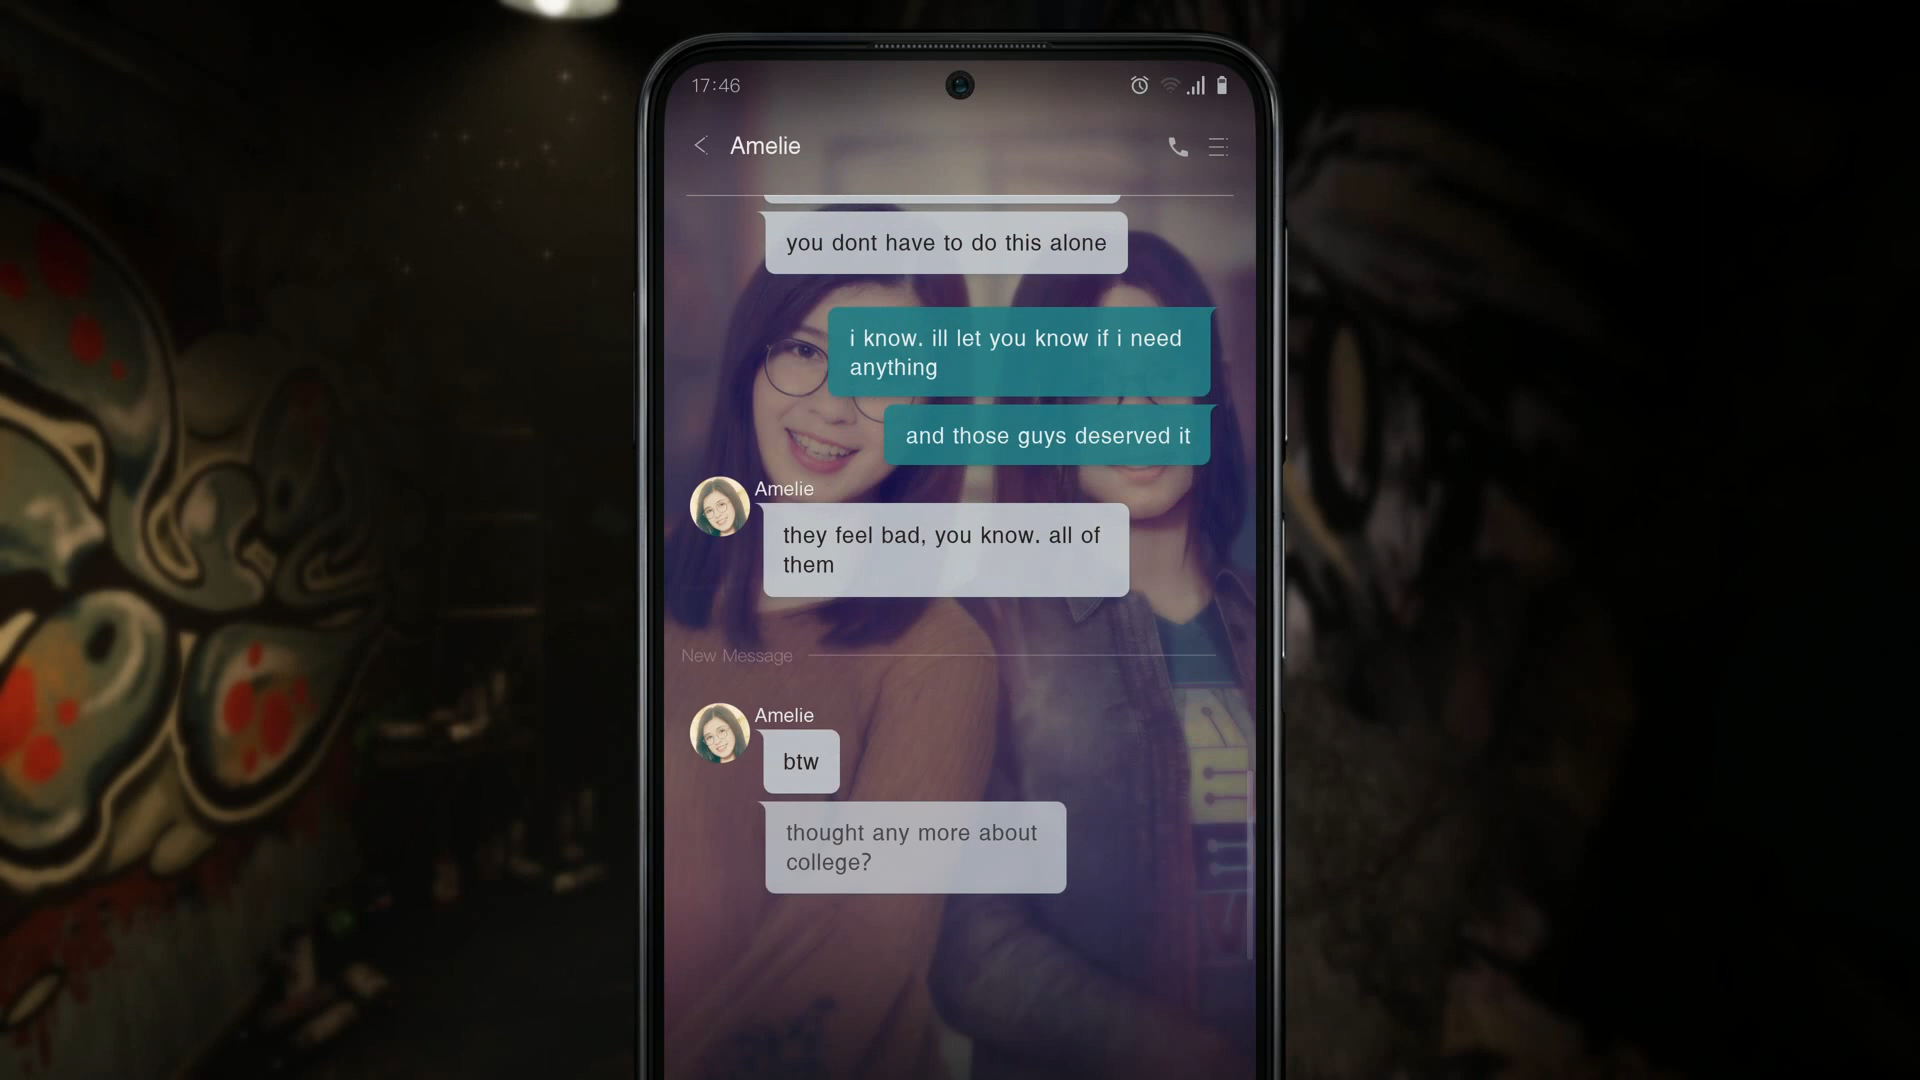 17:46
Amelie
you dont have to do this alone
i know. ill let you know if i need
anything
and those guys deserved it
Amelie
they feel bad, you know. all of
them
New Message
Amelie
btw
thought any more about
college?